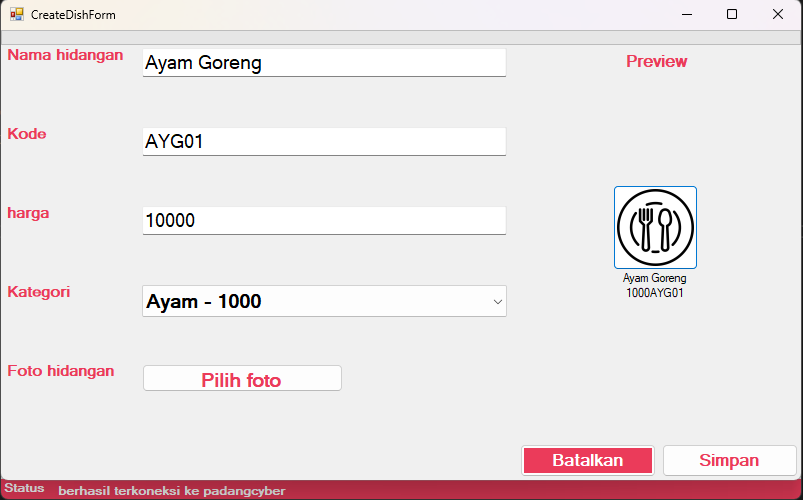 CreateDishForm
Nama hidangan
Ayam Goreng
Preview
Kode
AYG01
harga
10000
Ayam Goreng
1000AYG01
Kategori
Ayam - 1000
Foto hidangan
Pilih foto
Batalkan
Simpan
Status
berhasil terkoneksi ke padangcyber